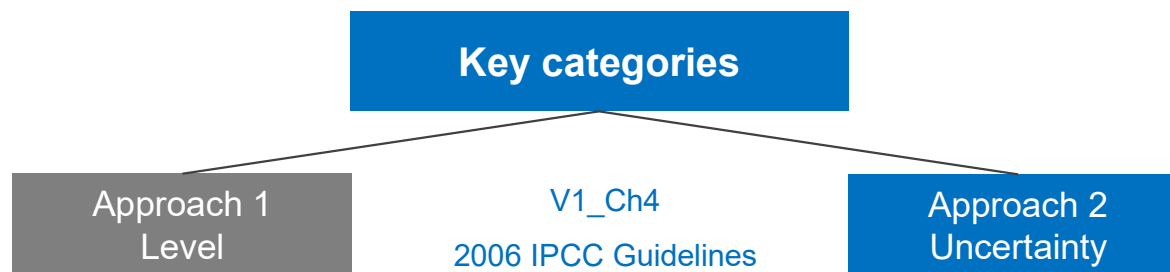 Key categories
Approach 1
Level
V1_Ch4
2006 IPCC Guidelines
Approach 2
Uncertainty